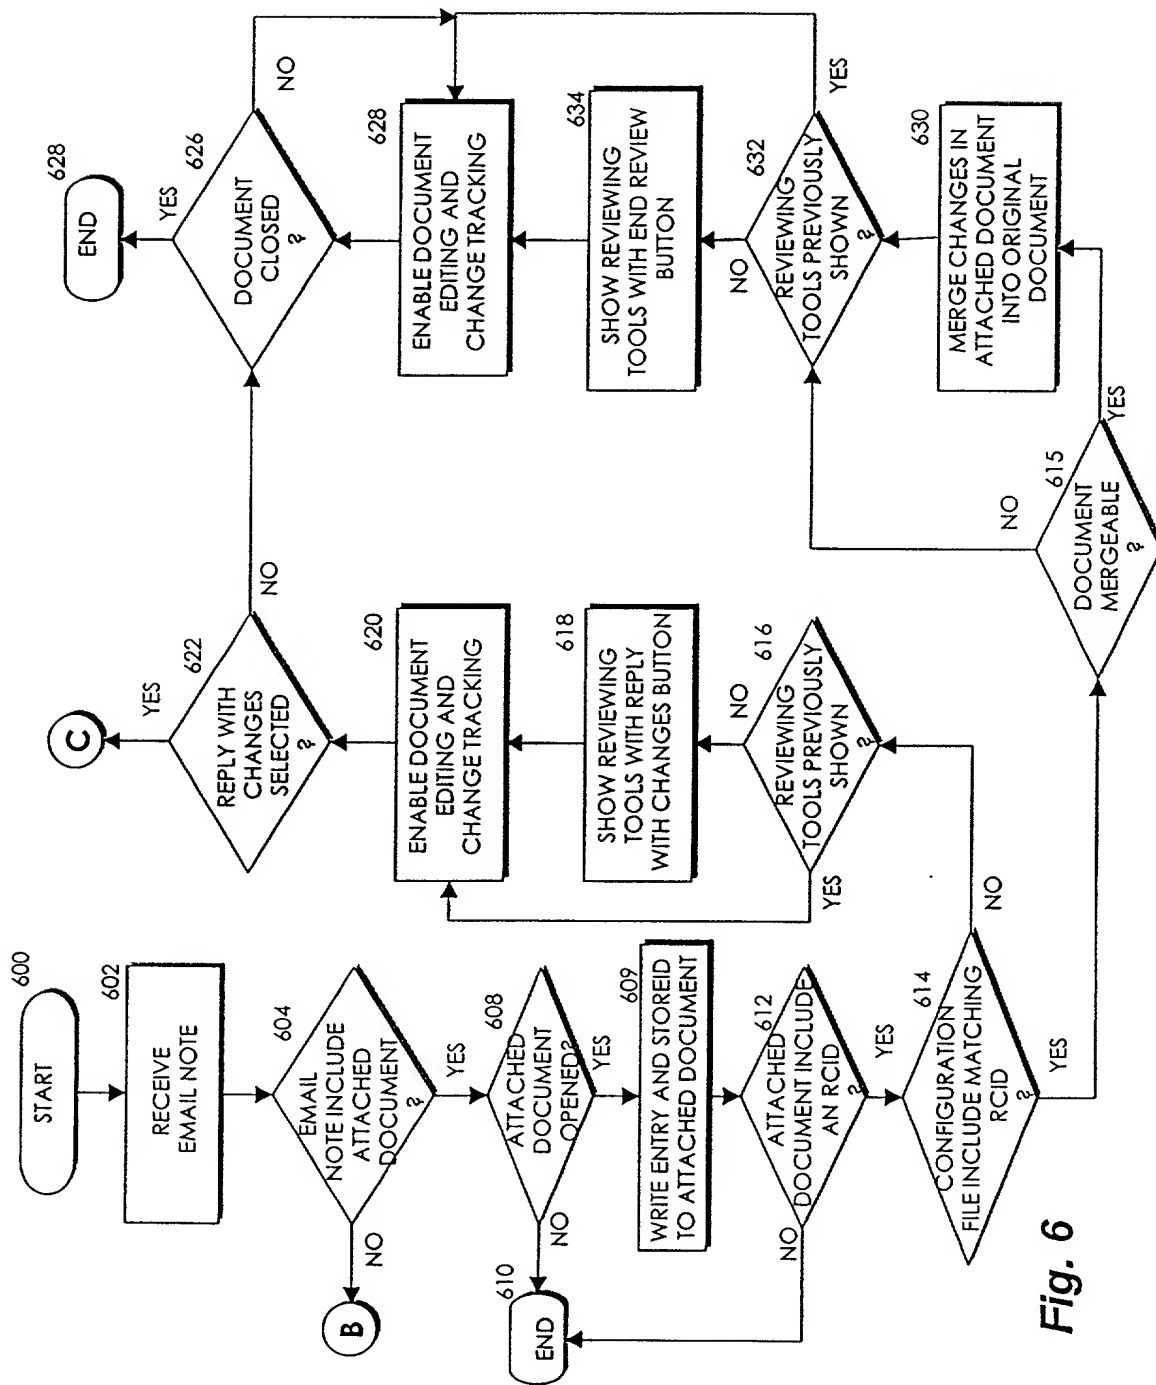 START
600
RECEIVE
EMAIL NOTE
602
EMAIL
NOTE INCLUDE
ATTACHED
DOCUMENT
?
604
NO
B
YES
ATTACHED
DOCUMENT
OPENED?
608
NO
END
610
YES
WRITE ENTRY AND STOREID
TO ATTACHED DOCUMENT
609
ATTACHED
DOCUMENT INCLUDE
AN RCID
?
612
NO
YES
CONFIGURATION
FILE INCLUDE MATCHING
RCID
?
614
NO
YES
C
YES
REPLY WITH
CHANGES
SELECTED
?
622
NO
ENABLE DOCUMENT
EDITING AND
CHANGE TRACKING
620
SHOW REVIEWING
TOOLS WITH REPLY
WITH CHANGES BUTTON
618
NO
REVIEWING
TOOLS PREVIOUSLY
SHOWN
?
616
YES
DOCUMENT
MERGEABLE
?
615
NO
YES
END
628
YES
DOCUMENT
CLOSED
?
626
NO
ENABLE DOCUMENT
EDITING AND
CHANGE TRACKING
628
SHOW REVIEWING
TOOLS WITH END REVIEW
BUTTON
634
NO
REVIEWING
TOOLS PREVIOUSLY
SHOWN
?
632
YES
MERGE CHANGES IN
ATTACHED DOCUMENT
INTO ORIGINAL
DOCUMENT
630
Fig. 6